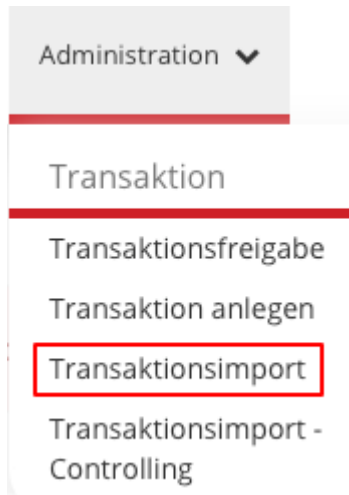 Administration
Transaktion
Transaktionsfreigabe
Transaktion anlegen
Transaktionsimport
Transaktionsimport -
Controlling